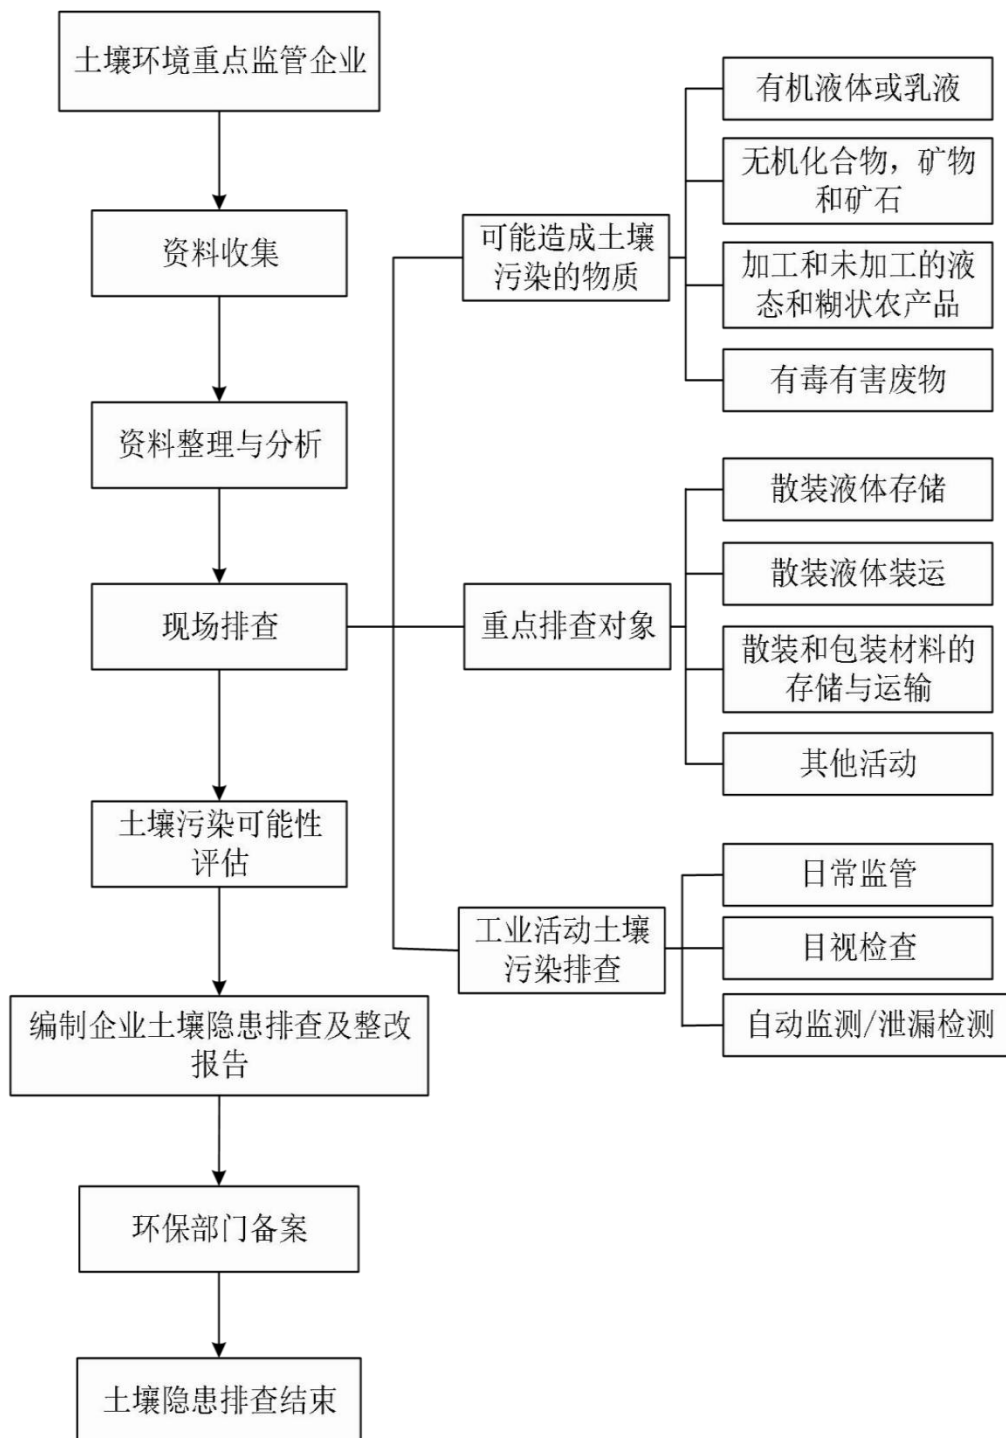 土壤环境重点监管企业
资料收集
资料整理与分析
现场排查
土壤污染可能性
评估
编制企业土壤隐患排查及整改
报告
环保部门备案
土壤隐患排查结束
可能造成土壤
污染的物质
有机液体或乳液
无机化合物，矿物
和矿石
加工和未加工的液
态和糊状农产品
有毒有害废物
重点排查对象
散装液体存储
散装液体装运
散装和包装材料的
存储与运输
其他活动
工业活动土壤
污染排查
日常监管
目视检查
自动监测/泄漏检测